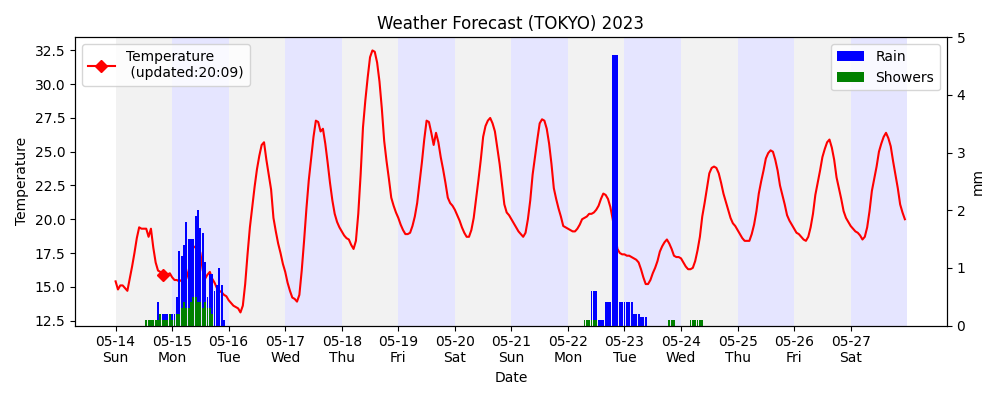 Weather Forecast (TOKYO) 2023
Temperature
(updated:20:09)
Rain
Showers
32.5
30.0
27.5
25.0
22.5
20.0
17.5
15.0
12.5
Temperature
5
4
3
2
1
0
mm
05-14 05-15 05-16 05-17 05-18 05-19 05-20 05-21 05-22 05-23 05-24 05-25 05-26 05-27
Sun Mon Tue Wed Thu Fri Sat Sun Mon Tue Wed Thu Fri Sat
Date